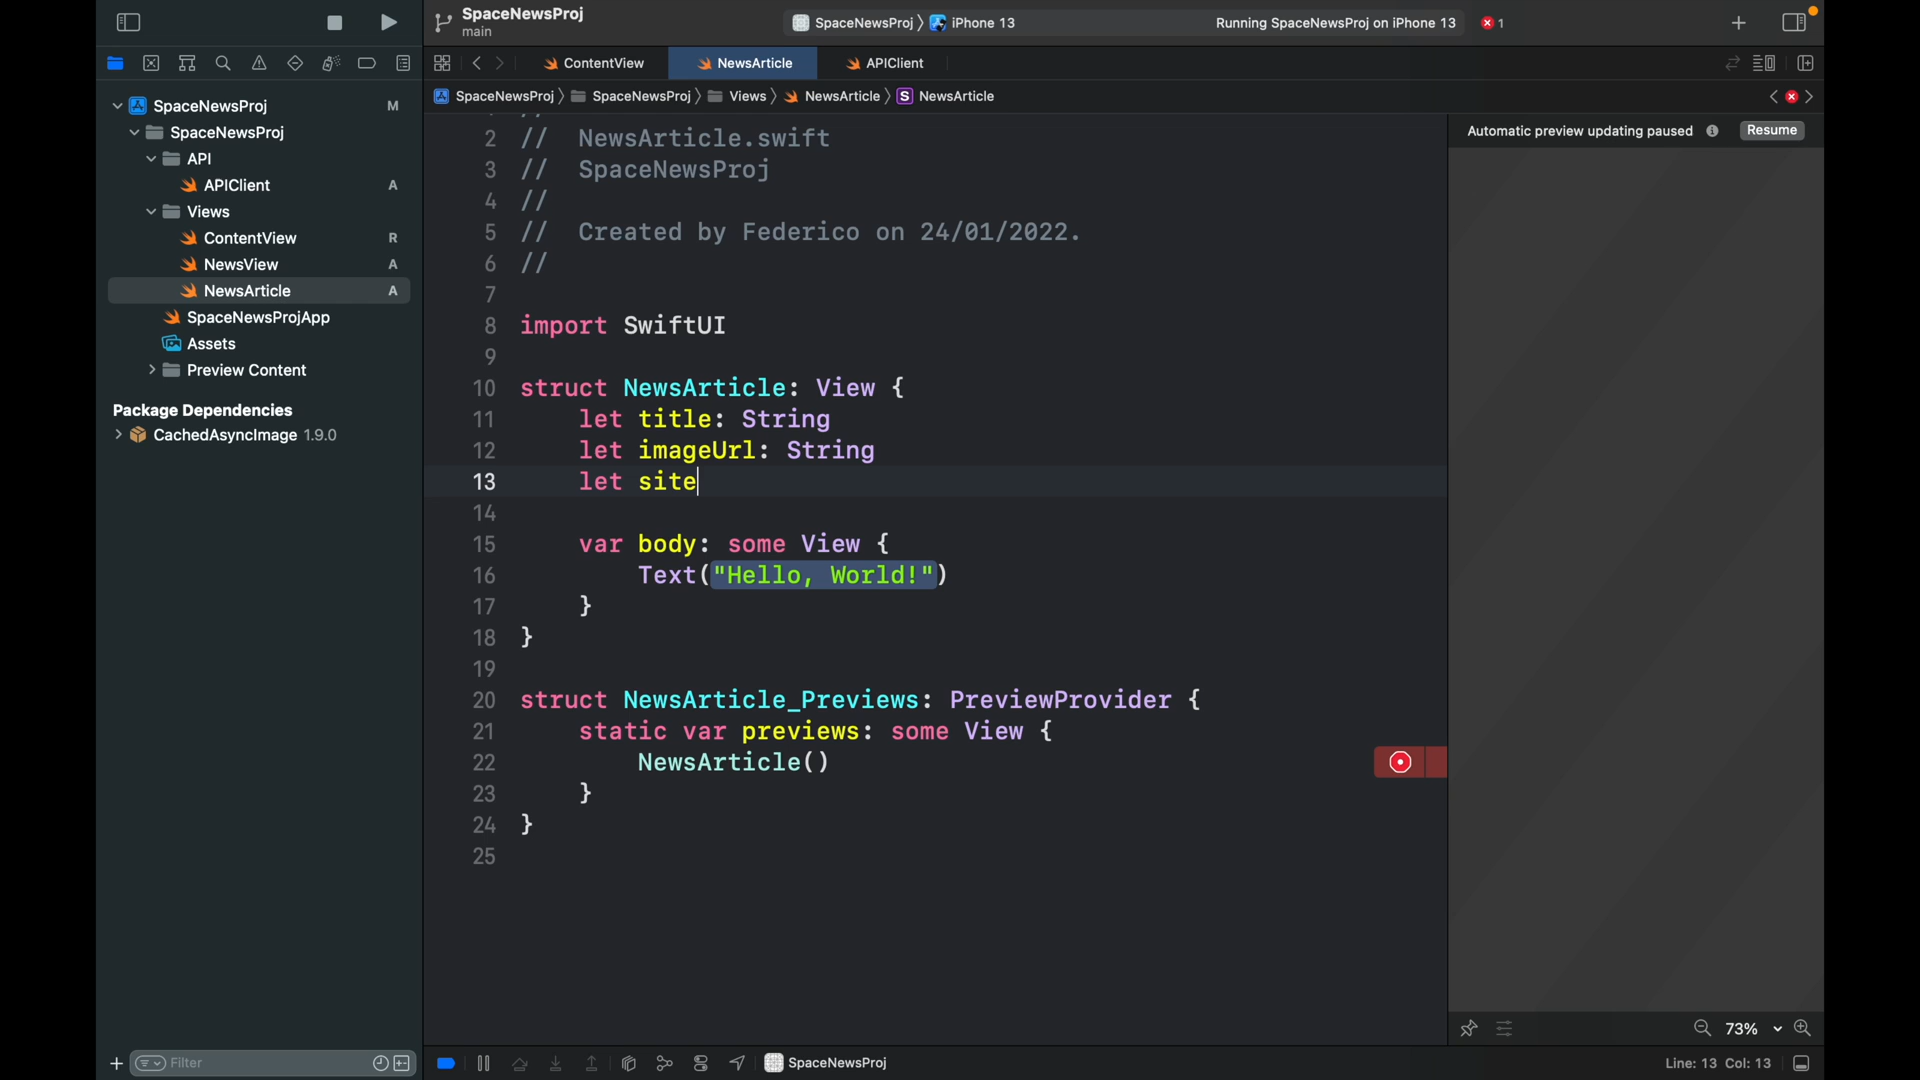 SpaceNewsProj
main
SpaceNewsProj
iPhone 13
Running SpaceNewsProj on iPhone 13
1
ContentView
NewsArticle
APIClient
SpaceNewsProj
SpaceNewsProj
Views
NewsArticle
S NewsArticle
SpaceNewsProj M
SpaceNewsProj
API
APIClient A
Views
ContentView R
NewsView A
NewsArticle A
SpaceNewsProjApp
Assets
Preview Content
Package Dependencies
CachedAsyncImage 1.9.0
Filter
2 //  NewsArticle.swift
3 //  SpaceNewsProj
4 //
5 //  Created by Federico on 24/01/2022.
6 //
7
8 import SwiftUI
9
10 struct NewsArticle: View {
11     let title: String
12     let imageUrl: String
13     let site
14
15     var body: some View {
16         Text("Hello, World!")
17     }
18 }
19
20 struct NewsArticle_Previews: PreviewProvider {
21     static var previews: some View {
22         NewsArticle()
23     }
24 }
25
Automatic preview updating paused
Resume
73%
SpaceNewsProj
Line: 13 Col: 13